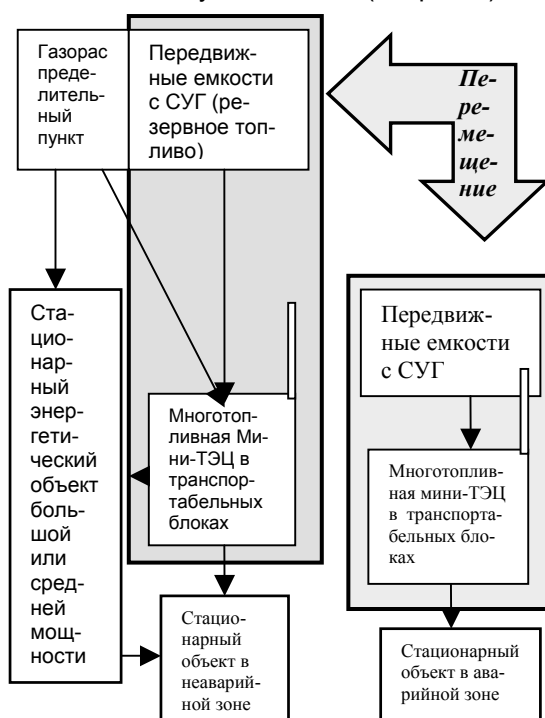 Газорас
преде-
литель-
ный
пункт
Передвиж-
ные емкости
с СУГ (ре-
зервное топ-
ливо)
Пе-
ре-
ме-
ще-
ние
Ста-
цио-
нар-
ный
энер-
гети-
ческий
объект
боль-
шой
или
сред-
ней
мощ-
ности
Многотоп-
ливная Ми-
ни-ТЭЦ в
транспор-
табельных
блоках
Стацио-
нарный
объект в
неаварий-
ной зоне
Передвиж-
ные емкости
с СУГ
Многотоплив-
ная мини-ТЭЦ
в транспорта-
бельных бло-
ках
Стационарный
объект в ава-
рийной зоне